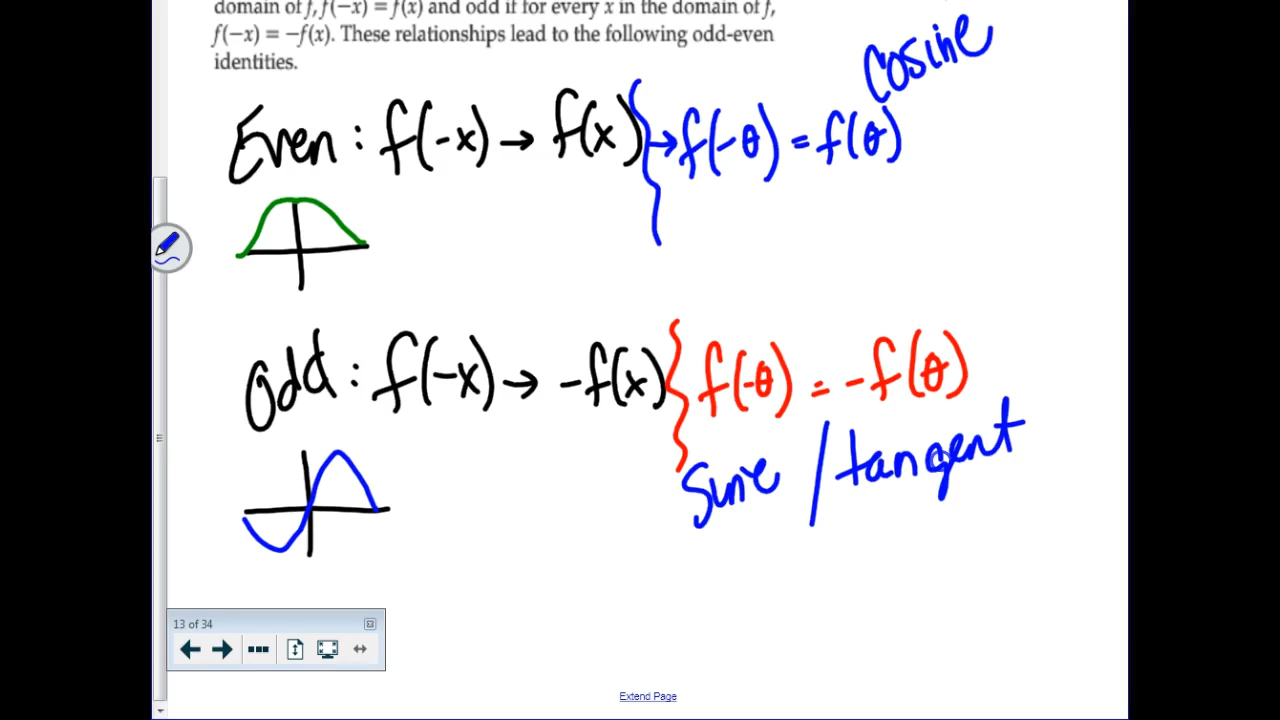 domain of f, f(−x) = f(x) and odd if for every x in the domain of f,
f(−x) = −f(x). These relationships lead to the following odd-even
identities.
cosine
Even: f(-x) → f(x) } → f(-θ) = f(θ)
Odd: f(-x) → -f(x) } f(-θ) = -f(θ)
Sine / tangent
13 of 34
Extend Page